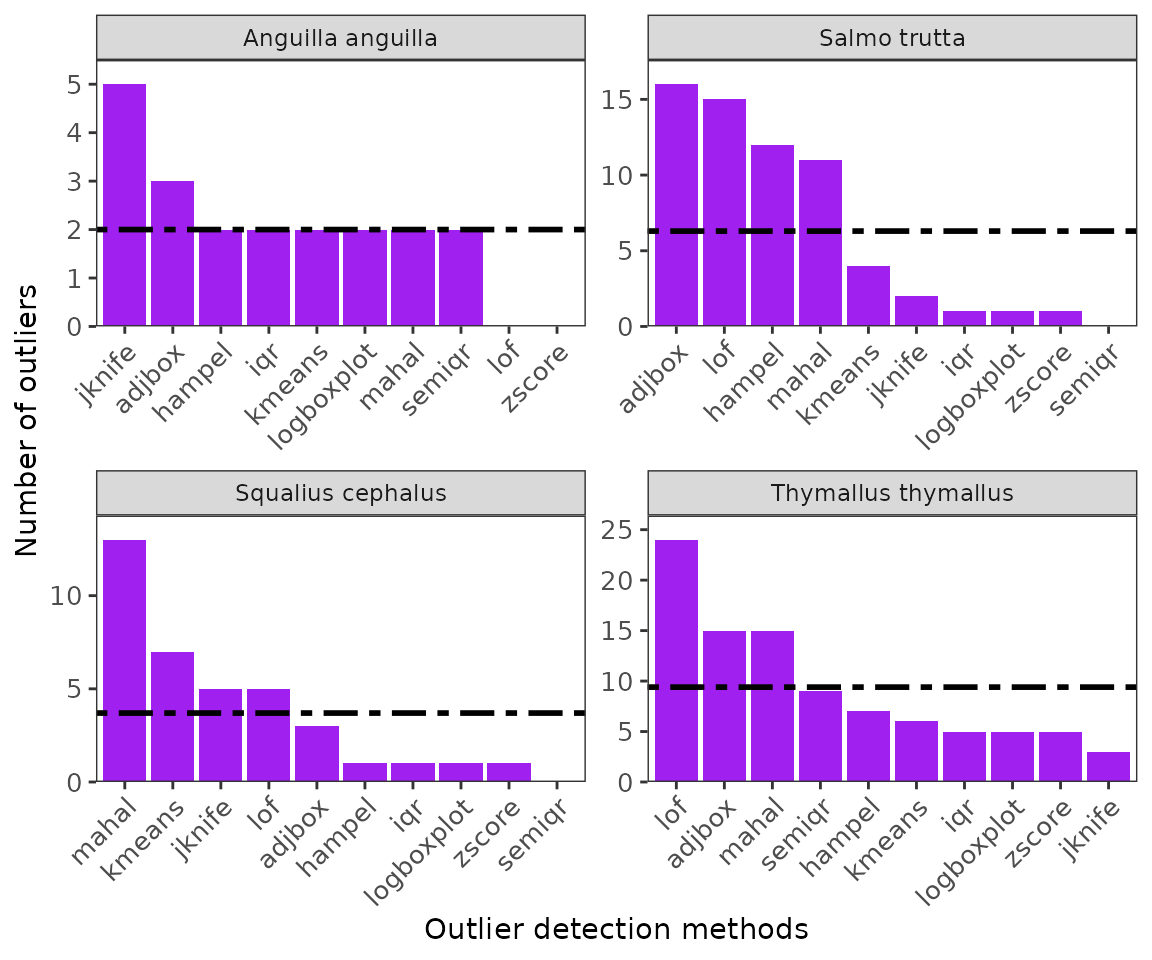 Number of outliers
Anguilla anguilla
5
4
3
2
1
0
jknife
adjbox
hampel
iqr
kmeans
logboxplot
mahal
semiqr
lof
zscore
Salmo trutta
15
10
5
0
adjbox
lof
hampel
mahal
kmeans
jknife
iqr
logboxplot
zscore
semiqr
Squalius cephalus
10
5
0
mahal
kmeans
jknife
lof
adjbox
hampel
iqr
logboxplot
zscore
semiqr
Thymallus thymallus
25
20
15
10
5
0
lof
adjbox
mahal
semiqr
hampel
kmeans
iqr
logboxplot
zscore
jknife
Outlier detection methods